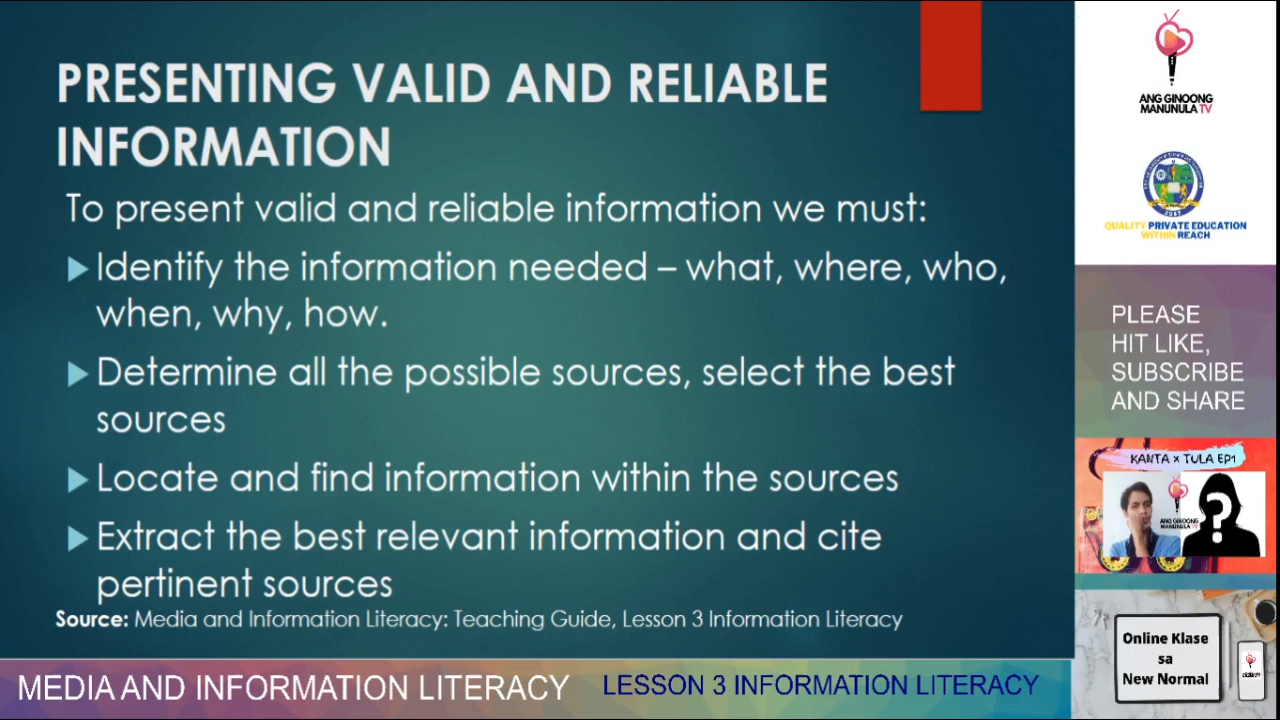 PRESENTING VALID AND RELIABLE
INFORMATION
To present valid and reliable information we must:
Identify the information needed – what, where, who,
when, why, how.
Determine all the possible sources, select the best
sources
Locate and find information within the sources
Extract the best relevant information and cite
pertinent sources
Source: Media and Information Literacy: Teaching Guide, Lesson 3 Information Literacy
MEDIA AND INFORMATION LITERACY
LESSON 3 INFORMATION LITERACY
ANG GINOONG
MANUNULA TV
QUALITY PRIVATE EDUCATION
WITHIN REACH
PLEASE
HIT LIKE,
SUBSCRIBE
AND SHARE
KANTA x TULA EP1
ANG GINOONG
MANUNULA TV
?
Online Klase
sa
New Normal